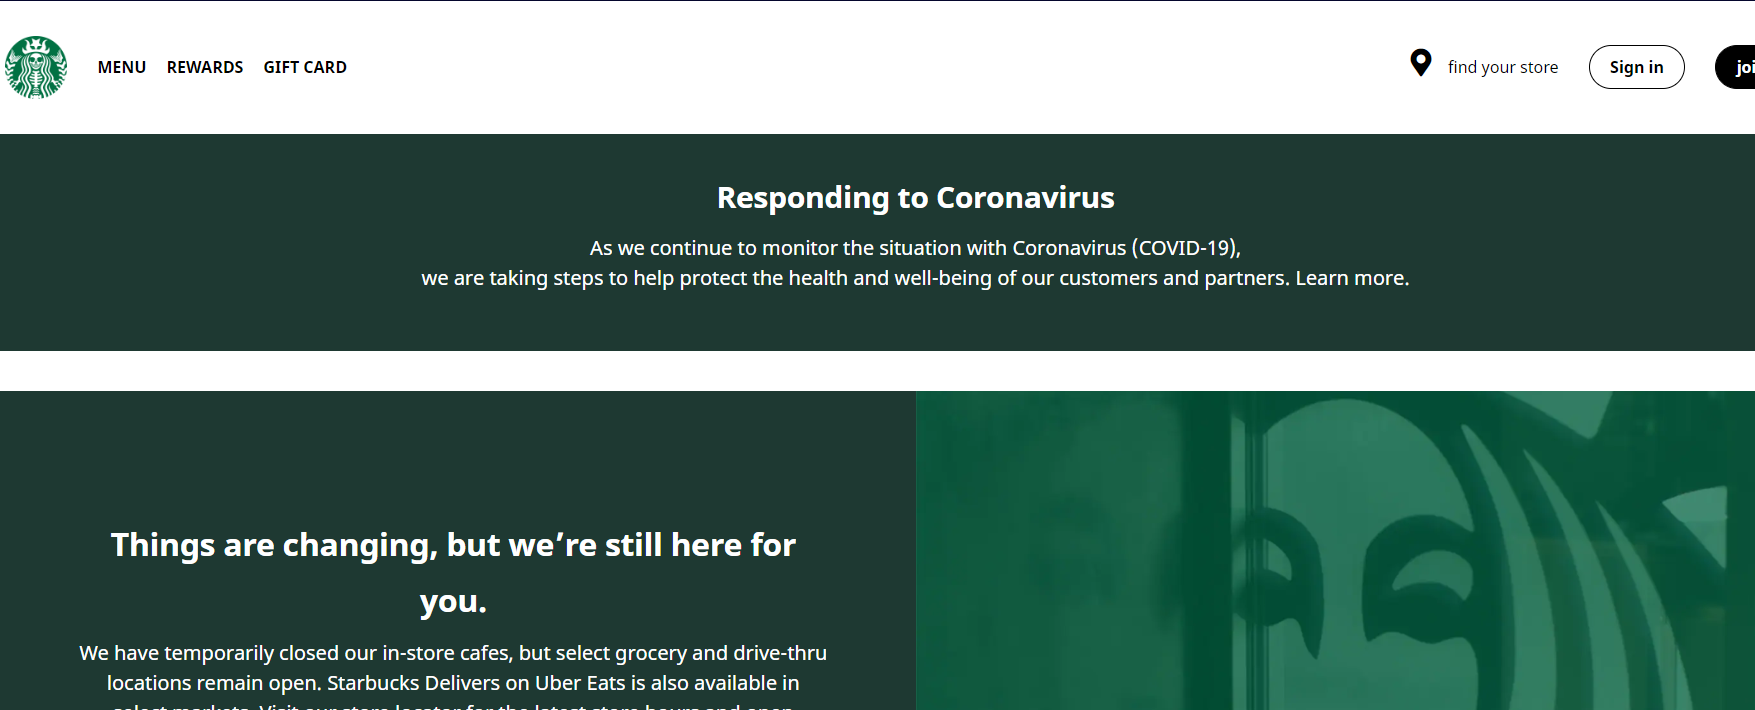 MENU REWARDS GIFT CARD find your store Sign in
Responding to Coronavirus
As we continue to monitor the situation with Coronavirus (COVID-19),
we are taking steps to help protect the health and well-being of our customers and partners. Learn more.
Things are changing, but we’re still here for
you.
We have temporarily closed our in-store cafes, but select grocery and drive-thru
locations remain open. Starbucks Delivers on Uber Eats is also available in